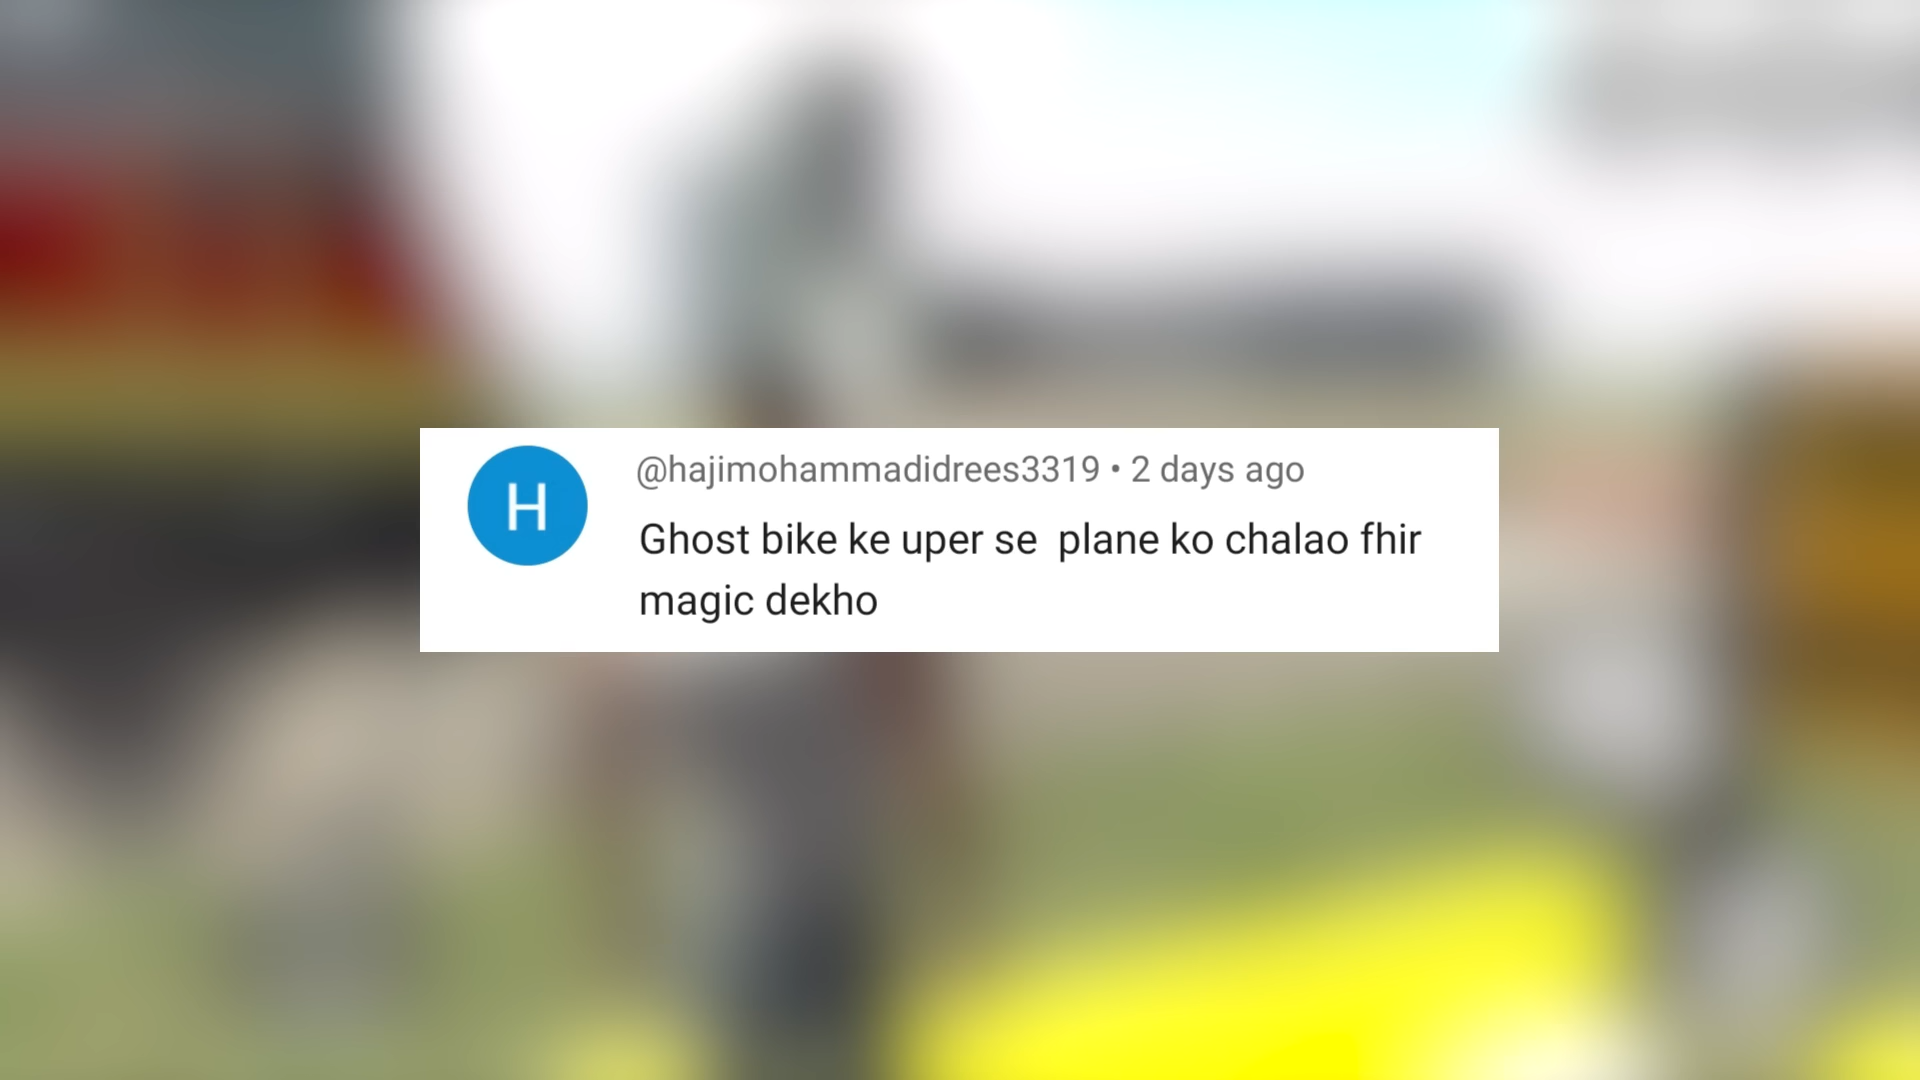 H
@hajimohammadidrees3319 • 2 days ago
Ghost bike ke uper se  plane ko chalao fhir
magic dekho